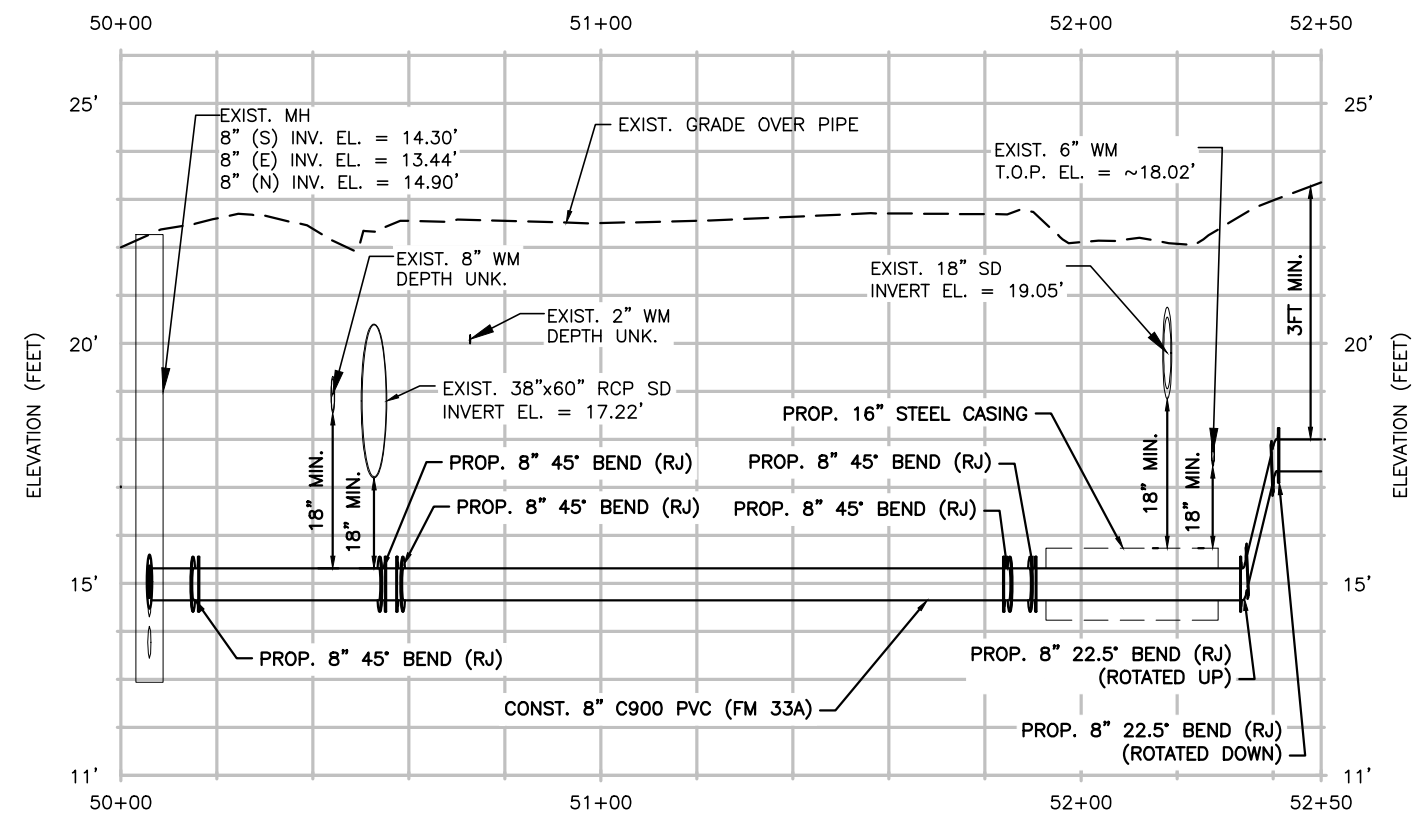 50+00
51+00
52+00
52+50
25'
25'
EXIST. MH
8" (S) INV. EL. = 14.30'
8" (E) INV. EL. = 13.44'
8" (N) INV. EL. = 14.90'
EXIST. GRADE OVER PIPE
EXIST. 6" WM
T.O.P. EL. = ~18.02'
EXIST. 8" WM
DEPTH UNK.
EXIST. 18" SD
INVERT EL. = 19.05'
3FT MIN.
EXIST. 2" WM
DEPTH UNK.
20'
20'
ELEVATION (FEET)
ELEVATION (FEET)
EXIST. 38"x60" RCP SD
INVERT EL. = 17.22'
PROP. 16" STEEL CASING
18" MIN.
18" MIN.
18" MIN.
18" MIN.
PROP. 8" 45° BEND (RJ)
PROP. 8" 45° BEND (RJ)
PROP. 8" 45° BEND (RJ)
PROP. 8" 45° BEND (RJ)
15'
15'
PROP. 8" 45° BEND (RJ)
PROP. 8" 22.5° BEND (RJ)
(ROTATED UP)
CONST. 8" C900 PVC (FM 33A)
PROP. 8" 22.5° BEND (RJ)
(ROTATED DOWN)
11'
11'
50+00
51+00
52+00
52+50